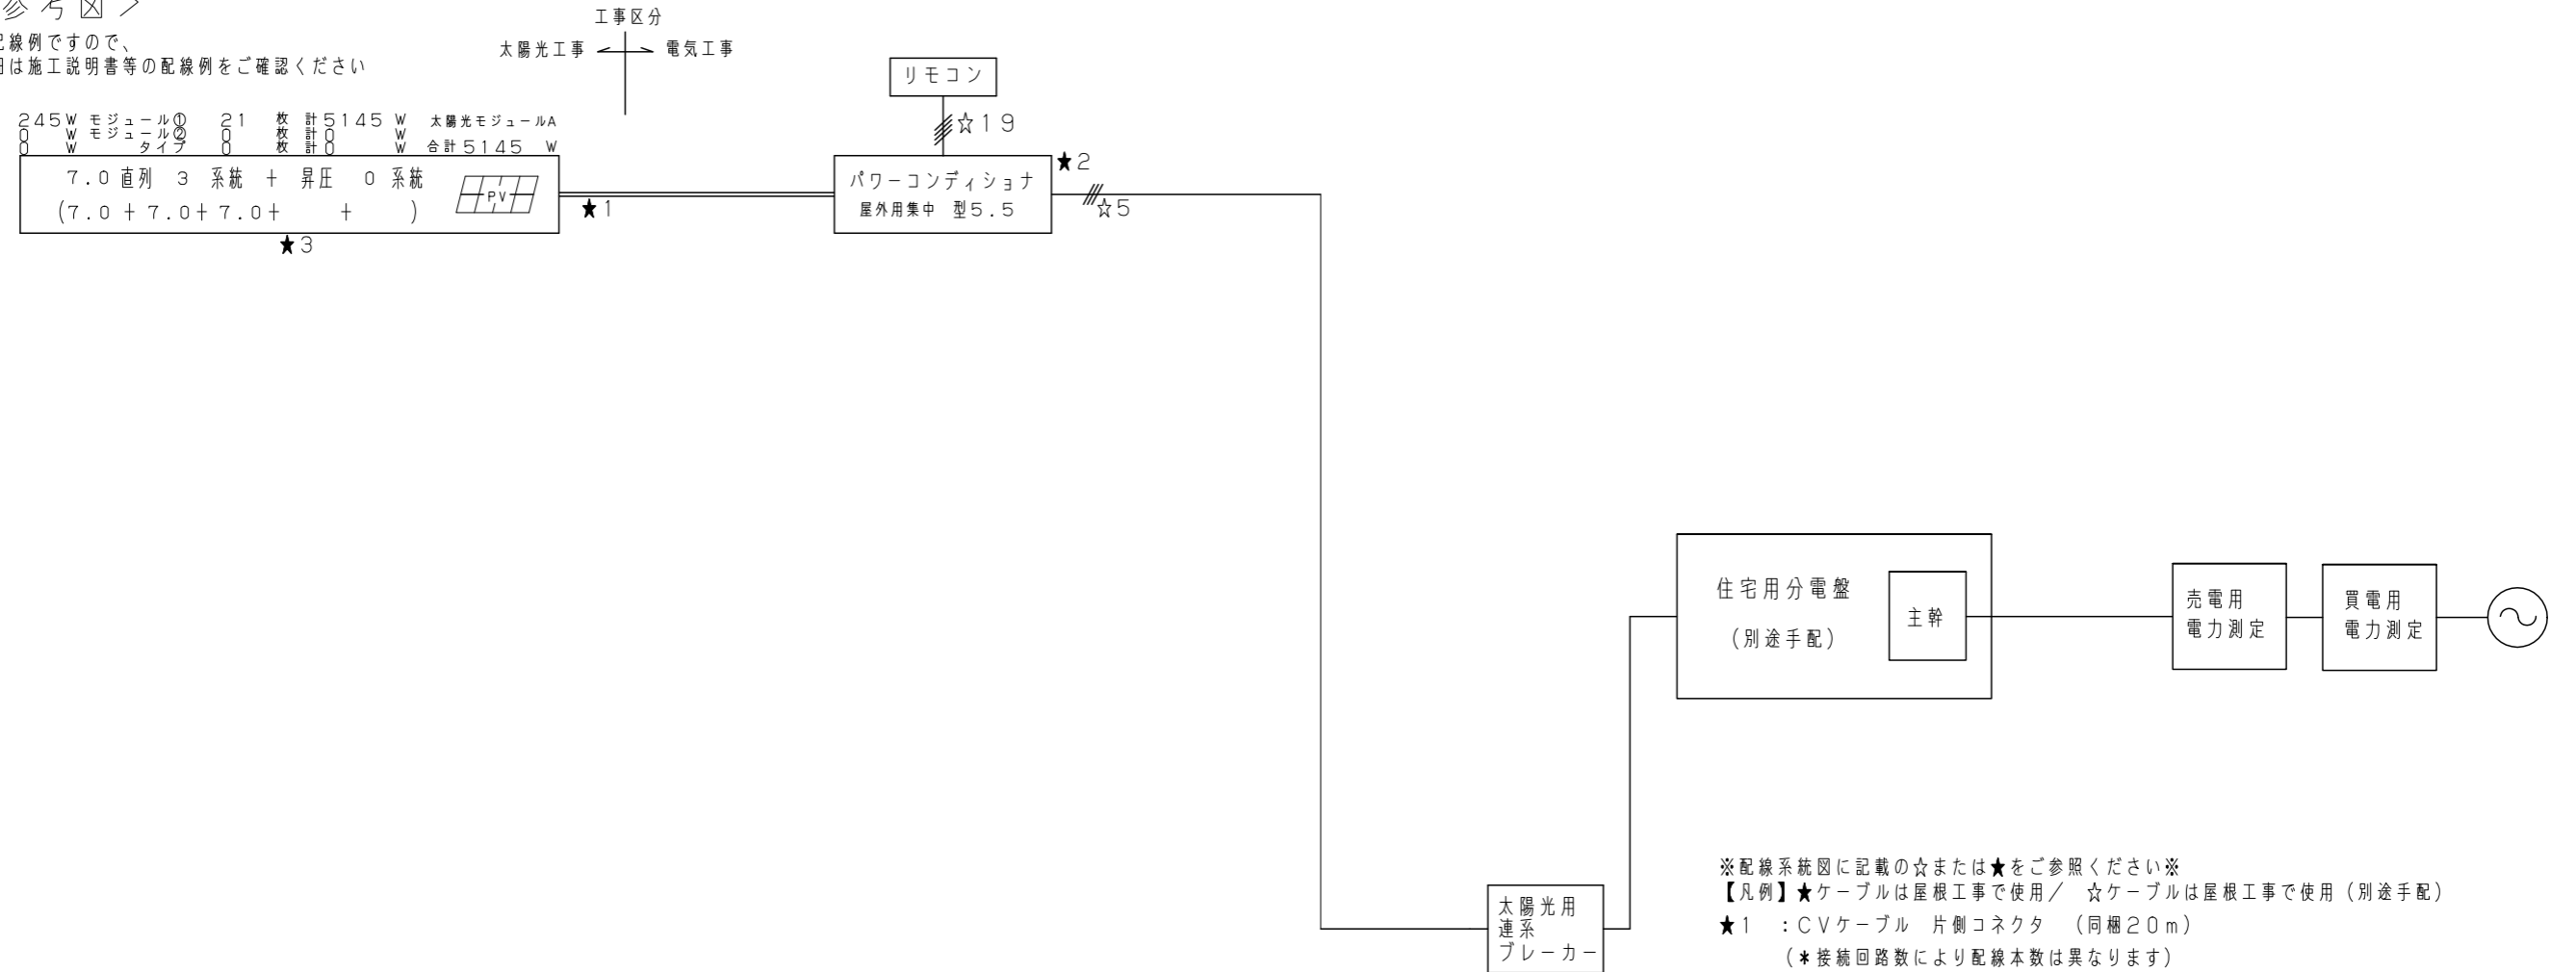 参考図>
配線例ですので、
は施工説明書等の配線例をご確認ください
工事区分
太陽光工事 電気工事
リモコン
☆19
245W モジュール① 21 枚 計5145 W 太陽光モジュールA
0 W モジュール② 0 枚 計0 W
0 W タイプ 0 枚 計0 W 合計5145 W
7.0直列 3 系統 + 昇圧 0 系統
(7.0+7.0+7.0+ + )
PV
★1
★3
パワーコンディショナ
屋外用集中 型5.5
★2
☆5
住宅用分電盤
(別途手配)
主幹
売電用
電力測定
買電用
電力測定
太陽光用
連系
ブレーカー
※配線系統図に記載の☆または★をご参照ください※
【凡例】★ケーブルは屋根工事で使用/ ☆ケーブルは屋根工事で使用(別途手配)
★1 :CVケーブル 片側コネクタ (同梱20m)
(*接続回路数により配線本数は異なります)